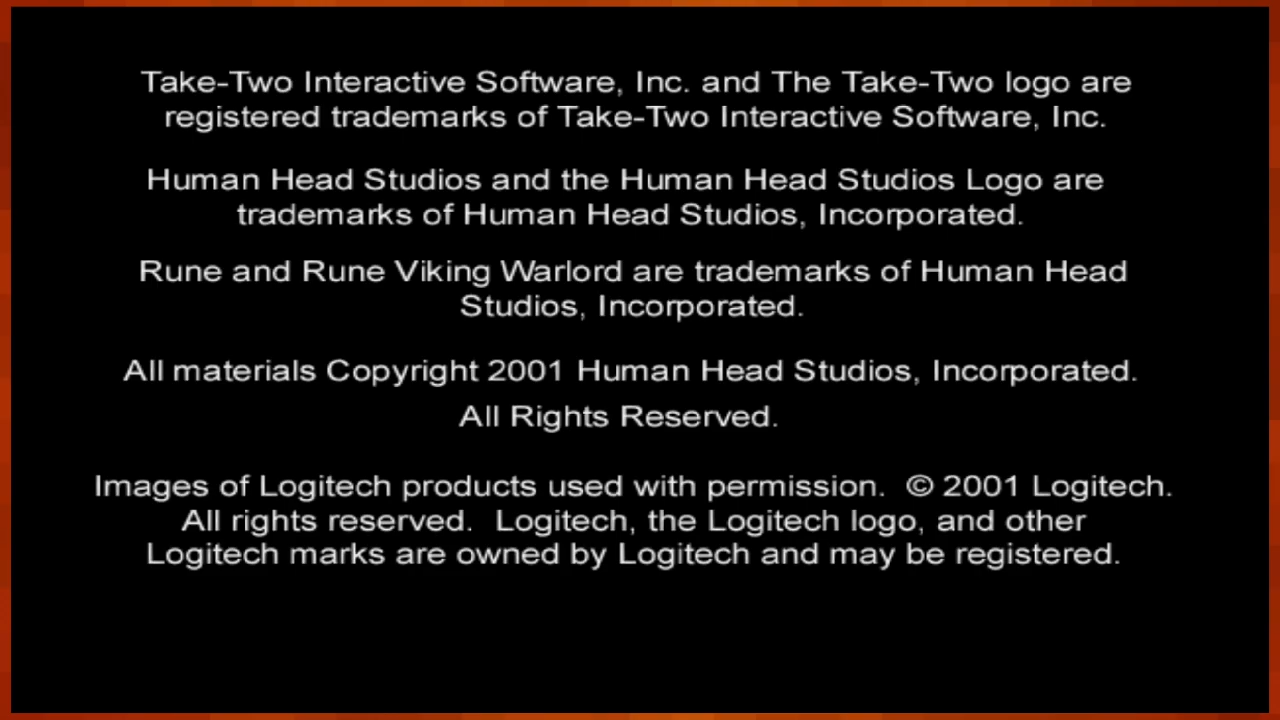 Take-Two Interactive Software, Inc. and The Take-Two logo are
registered trademarks of Take-Two Interactive Software, Inc.
Human Head Studios and the Human Head Studios Logo are
trademarks of Human Head Studios, Incorporated.
Rune and Rune Viking Warlord are trademarks of Human Head
Studios, Incorporated.
All materials Copyright 2001 Human Head Studios, Incorporated.
All Rights Reserved.
Images of Logitech products used with permission.  © 2001 Logitech.
All rights reserved.  Logitech, the Logitech logo, and other
Logitech marks are owned by Logitech and may be registered.